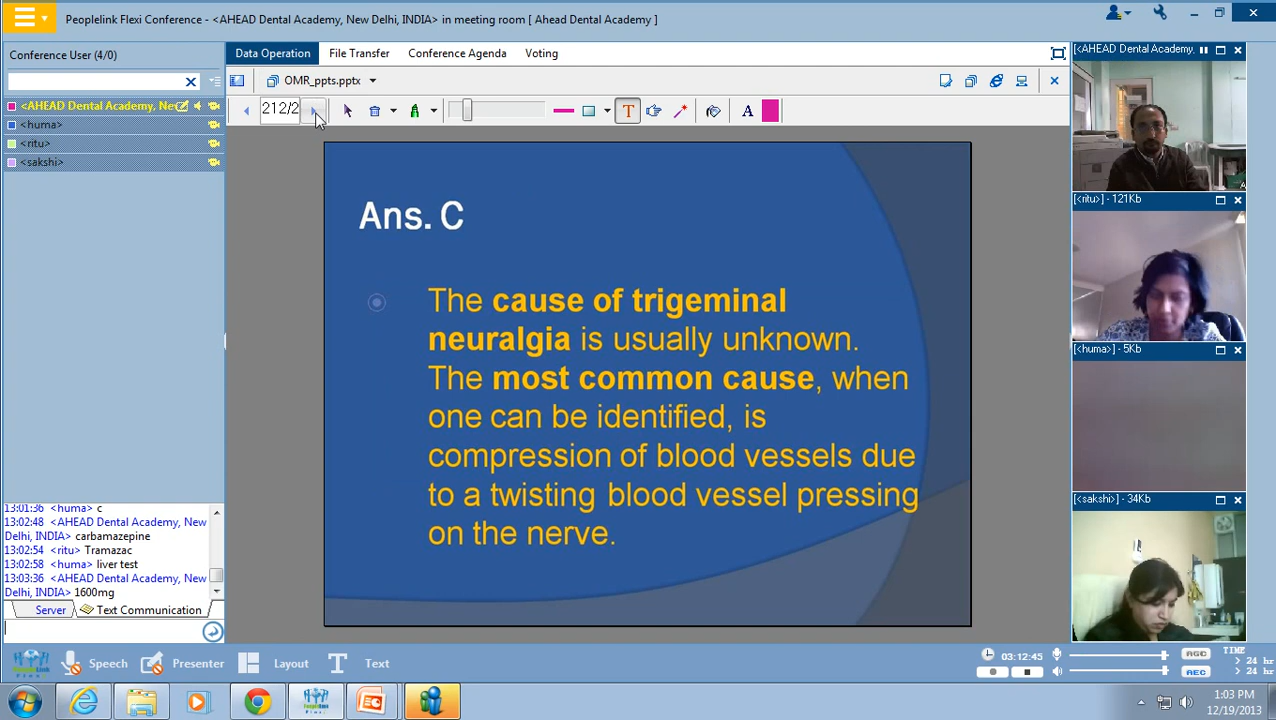 Peoplelink Flexi Conference - <AHEAD Dental Academy, New Delhi, INDIA> in meeting room [ Ahead Dental Academy ]
Conference User (4/0)
Data Operation
File Transfer
Conference Agenda
Voting
[<AHEAD Dental Academy,
OMR_ppts.pptx
<AHEAD Dental Academy, Ne
<huma>
<ritu>
<sakshi>
212/2
T
A
Ans. C
The cause of trigeminal
neuralgia is usually unknown.
The most common cause, when
one can be identified, is
compression of blood vessels due
to a twisting blood vessel pressing
on the nerve.
[<ritu>] - 121Kb
[<huma>] - 5Kb
[<sakshi>] - 34Kb
13:01:36 <huma> c
13:02:48 <AHEAD Dental Academy, New
Delhi, INDIA> carbamazepine
13:02:54 <ritu> Tramazac
13:02:58 <huma> liver test
13:03:36 <AHEAD Dental Academy, New
Delhi, INDIA> 1600mg
Server
Text Communication
Speech
Presenter
Layout
T Text
03:12:45
AGC
AEC
TIME
> 24 hr
> 24 hr
1:03 PM
12/19/2013